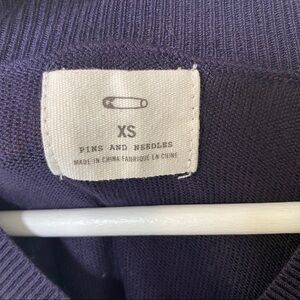 XS
PINS AND NEEDLES
MADE IN CHINA FABRIQUÉ EN CHINE